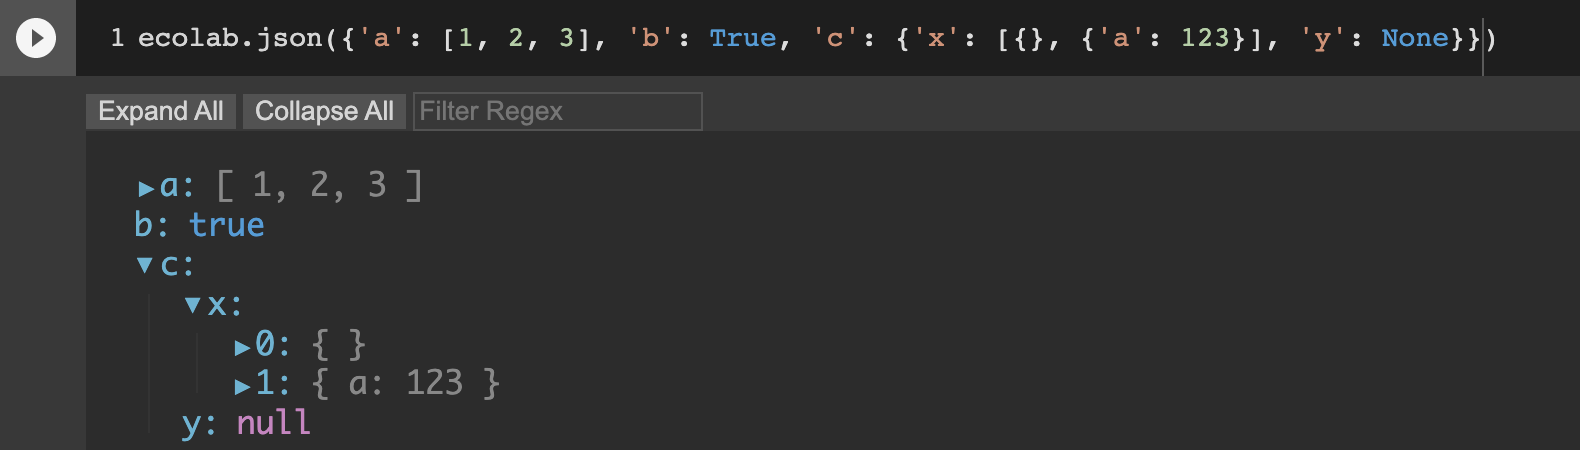 1 ecolab.json({'a': [1, 2, 3], 'b': True, 'c': {'x': [{}, {'a': 123}], 'y': None}})
Expand All Collapse All Filter Regex
▶a: [ 1, 2, 3 ]
b: true
▼c:
▼x:
▶0: { }
▶1: { a: 123 }
y: null